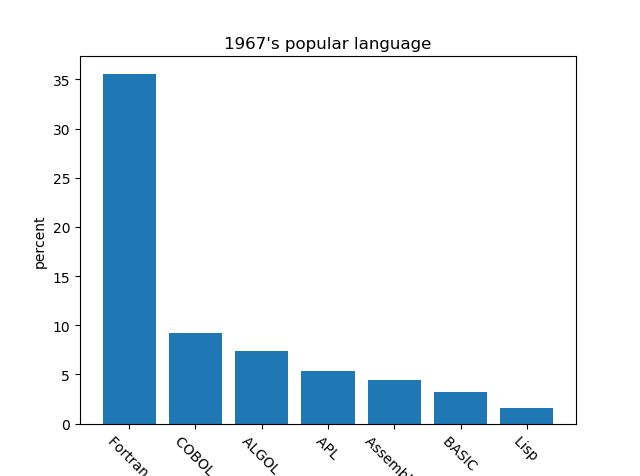 1967's popular language
percent
35
30
25
20
15
10
5
0
Fortran
COBOL
ALGOL
APL
BASIC
Lisp